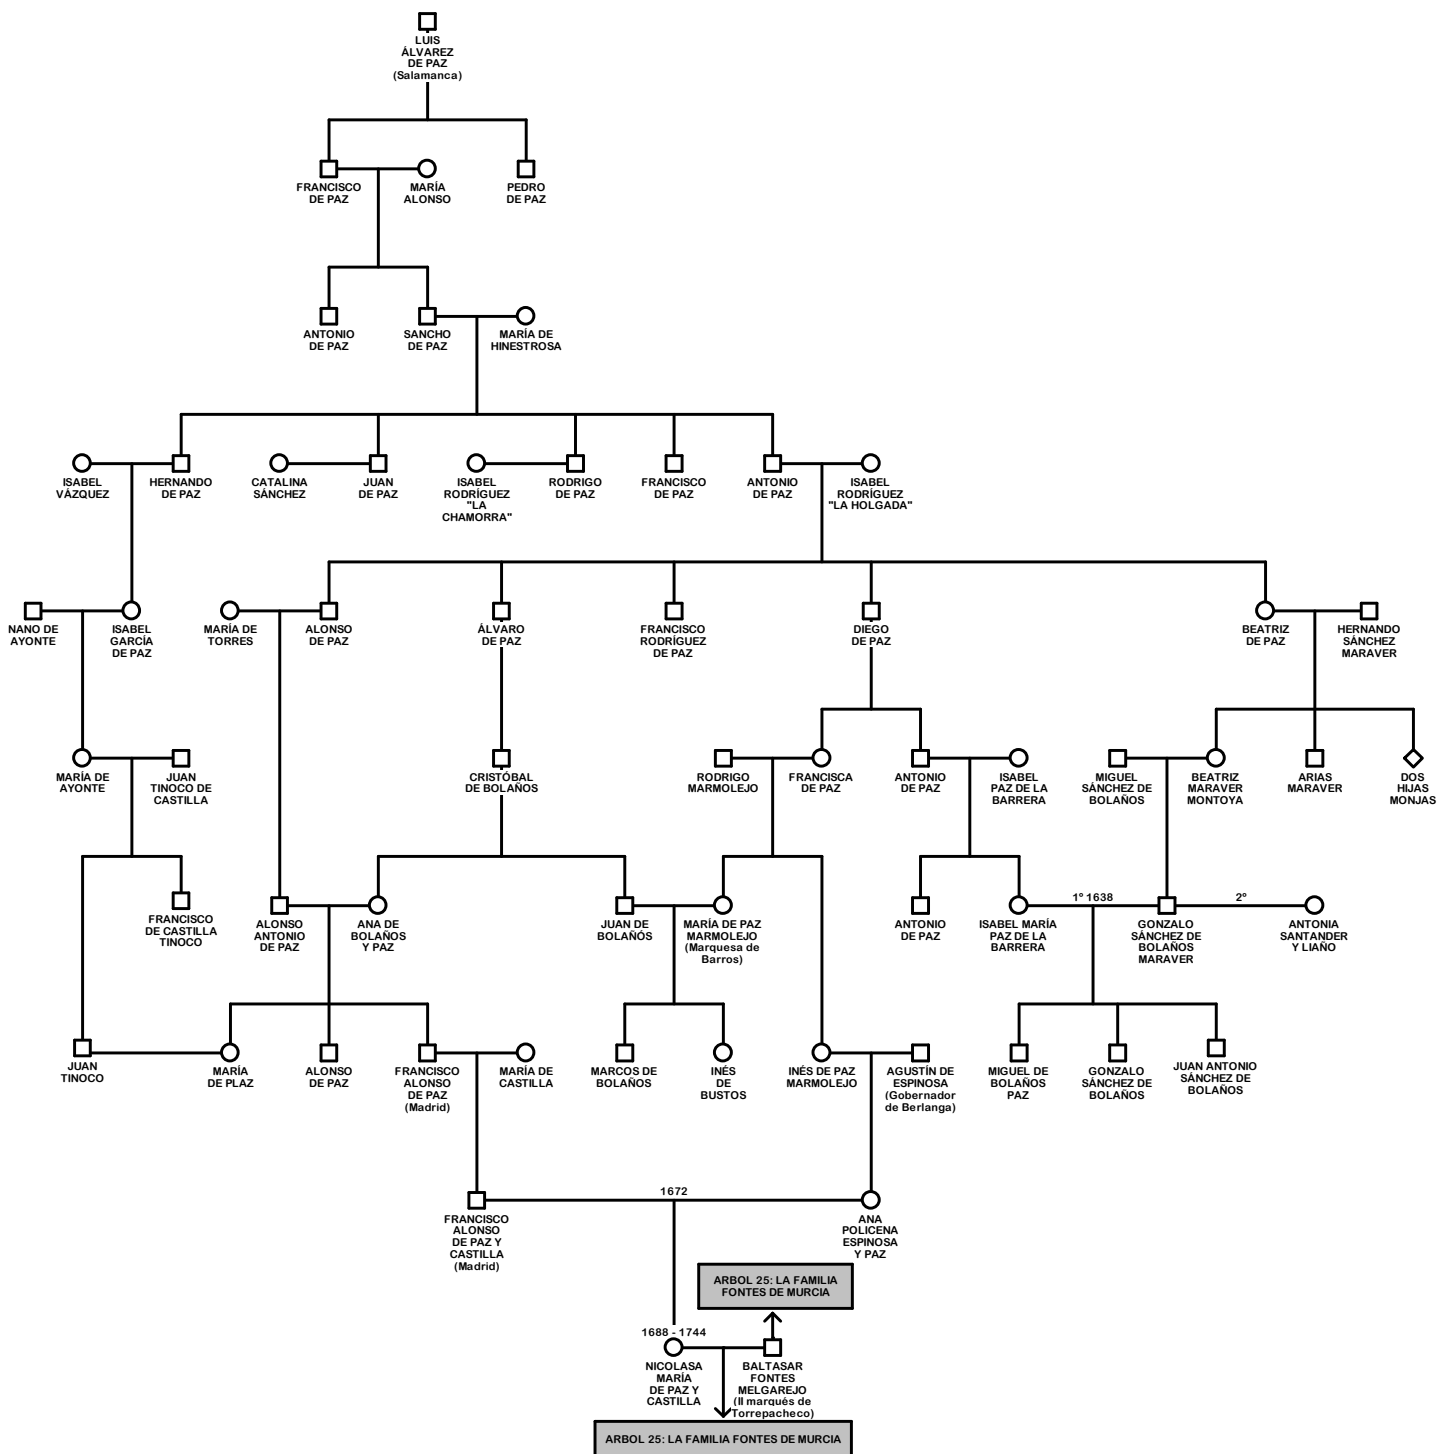 LUIS
ÁLVAREZ
DE PAZ
(Salamanca)
FRANCISCO
DE PAZ
MARÍA
ALONSO
PEDRO
DE PAZ
ANTONIO
DE PAZ
SANCHO
DE PAZ
MARÍA DE
HINESTROSA
ISABEL
VÁZQUEZ
HERNANDO
DE PAZ
CATALINA
SÁNCHEZ
JUAN
DE PAZ
ISABEL
RODRÍGUEZ
"LA
CHAMORRA"
RODRIGO
DE PAZ
FRANCISCO
DE PAZ
ANTONIO
DE PAZ
ISABEL
RODRÍGUEZ
"LA HOLGADA"
NANO DE
AYONTE
ISABEL
GARCÍA
DE PAZ
MARÍA DE
TORRES
ALONSO
DE PAZ
ÁLVARO
DE PAZ
FRANCISCO
RODRÍGUEZ
DE PAZ
DIEGO
DE PAZ
BEATRIZ
DE PAZ
HERNANDO
SÁNCHEZ
MARAVER
MARÍA DE
AYONTE
JUAN
TINOCO DE
CASTILLA
CRISTÓBAL
DE BOLAÑOS
RODRIGO
MARMOLEJO
FRANCISCA
DE PAZ
ANTONIO
DE PAZ
ISABEL
PAZ DE LA
BARRERA
MIGUEL
SÁNCHEZ DE
BOLAÑOS
BEATRIZ
MARAVER
MONTOYA
ARIAS
MARAVER
DOS
HIJAS
MONJAS
FRANCISCO
DE CASTILLA
TINOCO
ALONSO
ANTONIO
DE PAZ
ANA DE
BOLAÑOS
Y PAZ
JUAN DE
BOLAÑÓS
MARÍA DE PAZ
MARMOLEJO
(Marquesa de
Barros)
ANTONIO
DE PAZ
ISABEL MARÍA
PAZ DE LA
BARRERA
1º 1638
GONZALO
SÁNCHEZ DE
BOLAÑOS
MARAVER
2º
ANTONIA
SANTANDER
Y LIAÑO
JUAN
TINOCO
MARÍA
DE PLAZ
ALONSO
DE PAZ
FRANCISCO
ALONSO
DE PAZ
(Madrid)
MARÍA DE
CASTILLA
MARCOS DE
BOLAÑOS
INÉS
DE
BUSTOS
INÉS DE PAZ
MARMOLEJO
AGUSTÍN DE
ESPINOSA
(Gobernador
de Berlanga)
MIGUEL DE
BOLAÑOS
PAZ
GONZALO
SÁNCHEZ DE
BOLAÑOS
JUAN ANTONIO
SÁNCHEZ DE
BOLAÑOS
FRANCISCO
ALONSO
DE PAZ Y
CASTILLA
(Madrid)
1672
ANA
POLICENA
ESPINOSA
Y PAZ
ARBOL 25: LA FAMILIA
FONTES DE MURCIA
1688 - 1744
NICOLASA
MARÍA
DE PAZ Y
CASTILLA
BALTASAR
FONTES
MELGAREJO
(II marqués de
Torrepacheco)
ARBOL 25: LA FAMILIA FONTES DE MURCIA